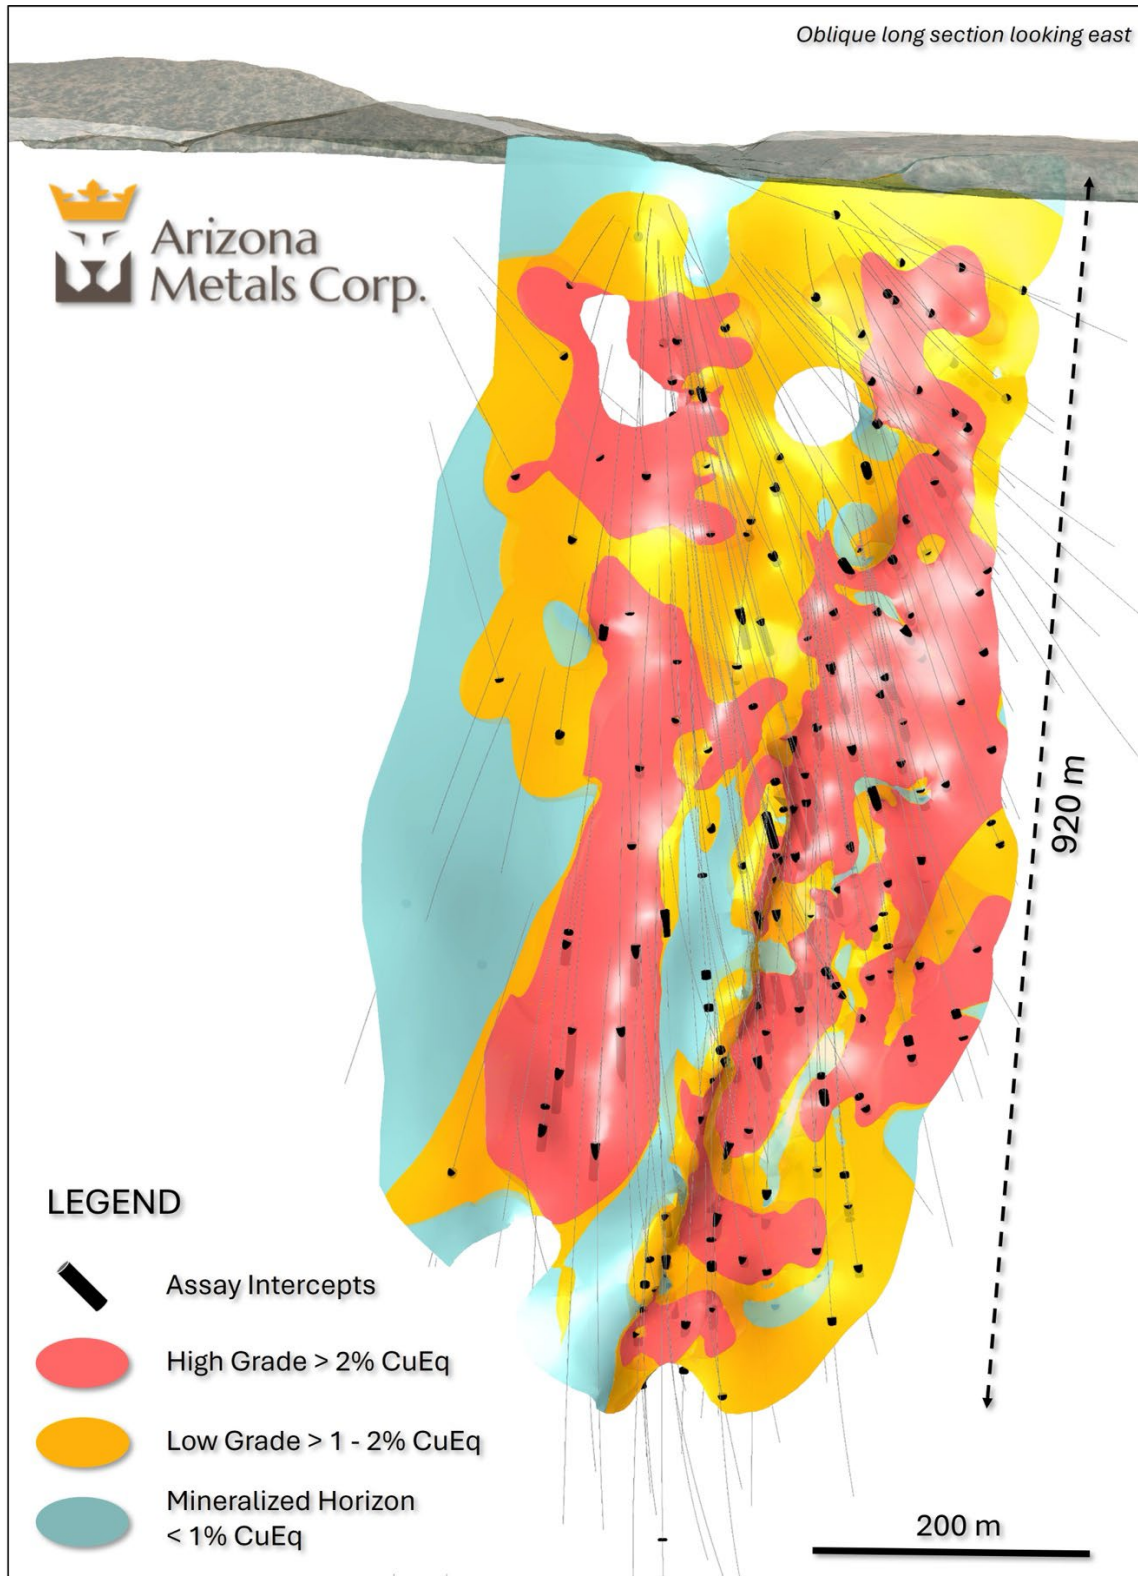 Oblique long section looking east
Arizona
Metals Corp.
920 m
LEGEND
Assay Intercepts
High Grade > 2% CuEq
Low Grade > 1 - 2% CuEq
Mineralized Horizon
< 1% CuEq
200 m